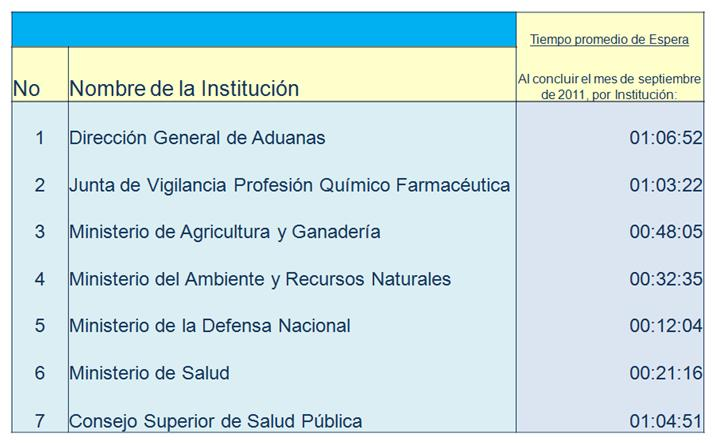 Tiempo promedio de Espera
No Nombre de la Institución Al concluir el mes de septiembre
de 2011, por Institución:
1 Dirección General de Aduanas 01:06:52
2 Junta de Vigilancia Profesión Químico Farmacéutica 01:03:22
3 Ministerio de Agricultura y Ganadería 00:48:05
4 Ministerio del Ambiente y Recursos Naturales 00:32:35
5 Ministerio de la Defensa Nacional 00:12:04
6 Ministerio de Salud 00:21:16
7 Consejo Superior de Salud Pública 01:04:51